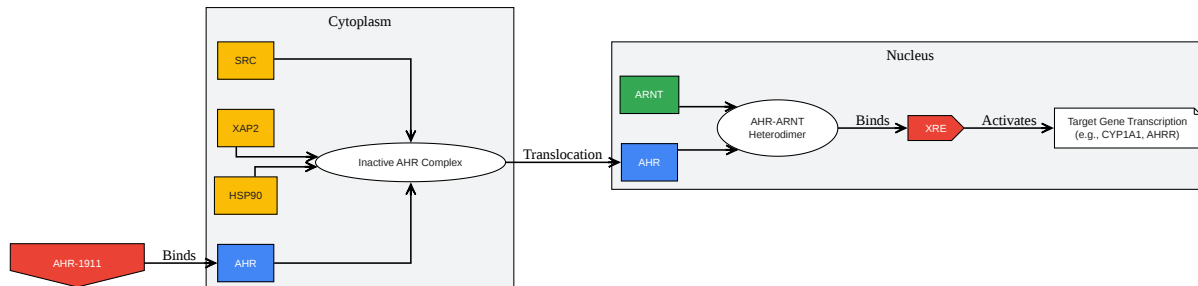 Cytoplasm
SRC
XAP2
HSP90
AHR
Inactive AHR Complex
AHR-1911
Binds
Translocation
Nucleus
ARNT
AHR
AHR-ARNT
Heterodimer
Binds
XRE
Activates
Target Gene Transcription
(e.g., CYP1A1, AHRR)